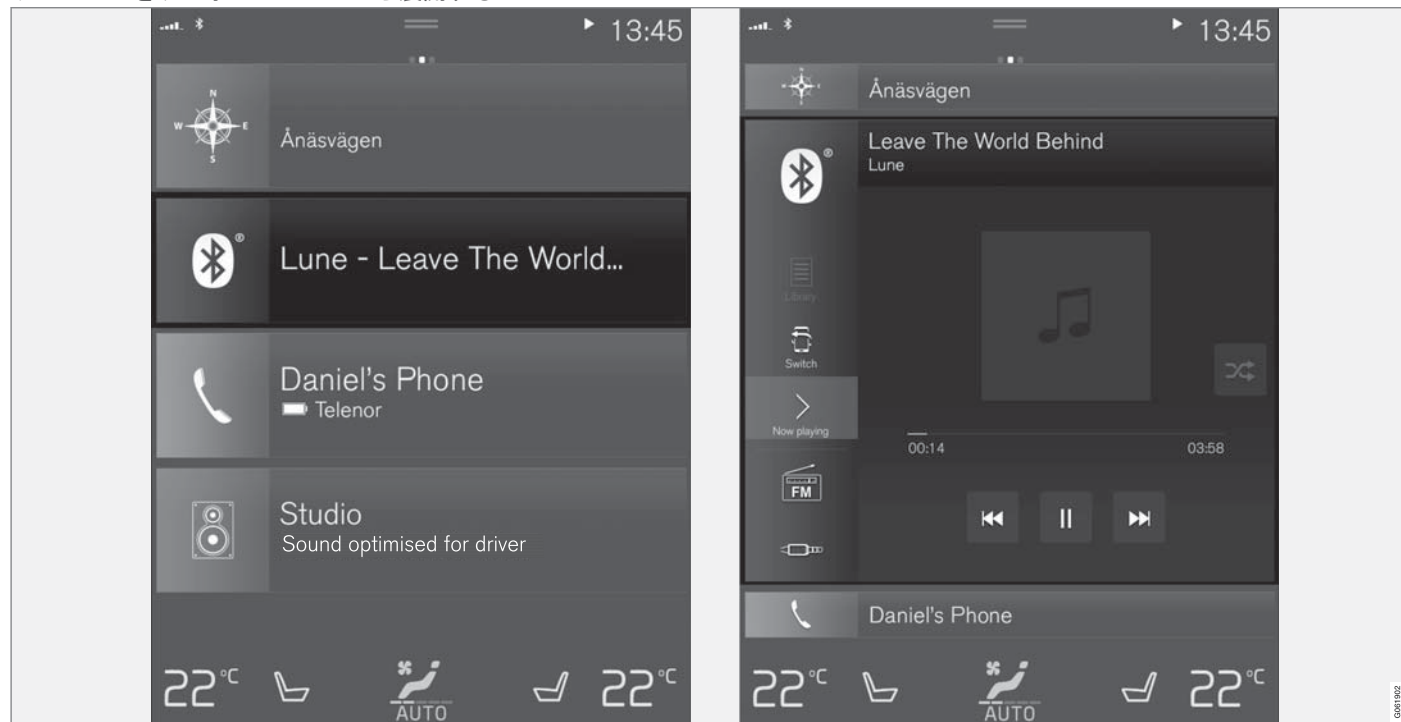 13:45
N
W
E
S
Ånäsvägen
®
Lune - Leave The World...
Daniel's Phone
Telenor
Studio
Sound optimised for driver
22°C
AUTO
22°C
13:45
Ånäsvägen
®
Leave The World Behind
Lune
Library
Switch
Now playing
00:14
03:58
FM
Daniel's Phone
22°C
AUTO
22°C
G061902